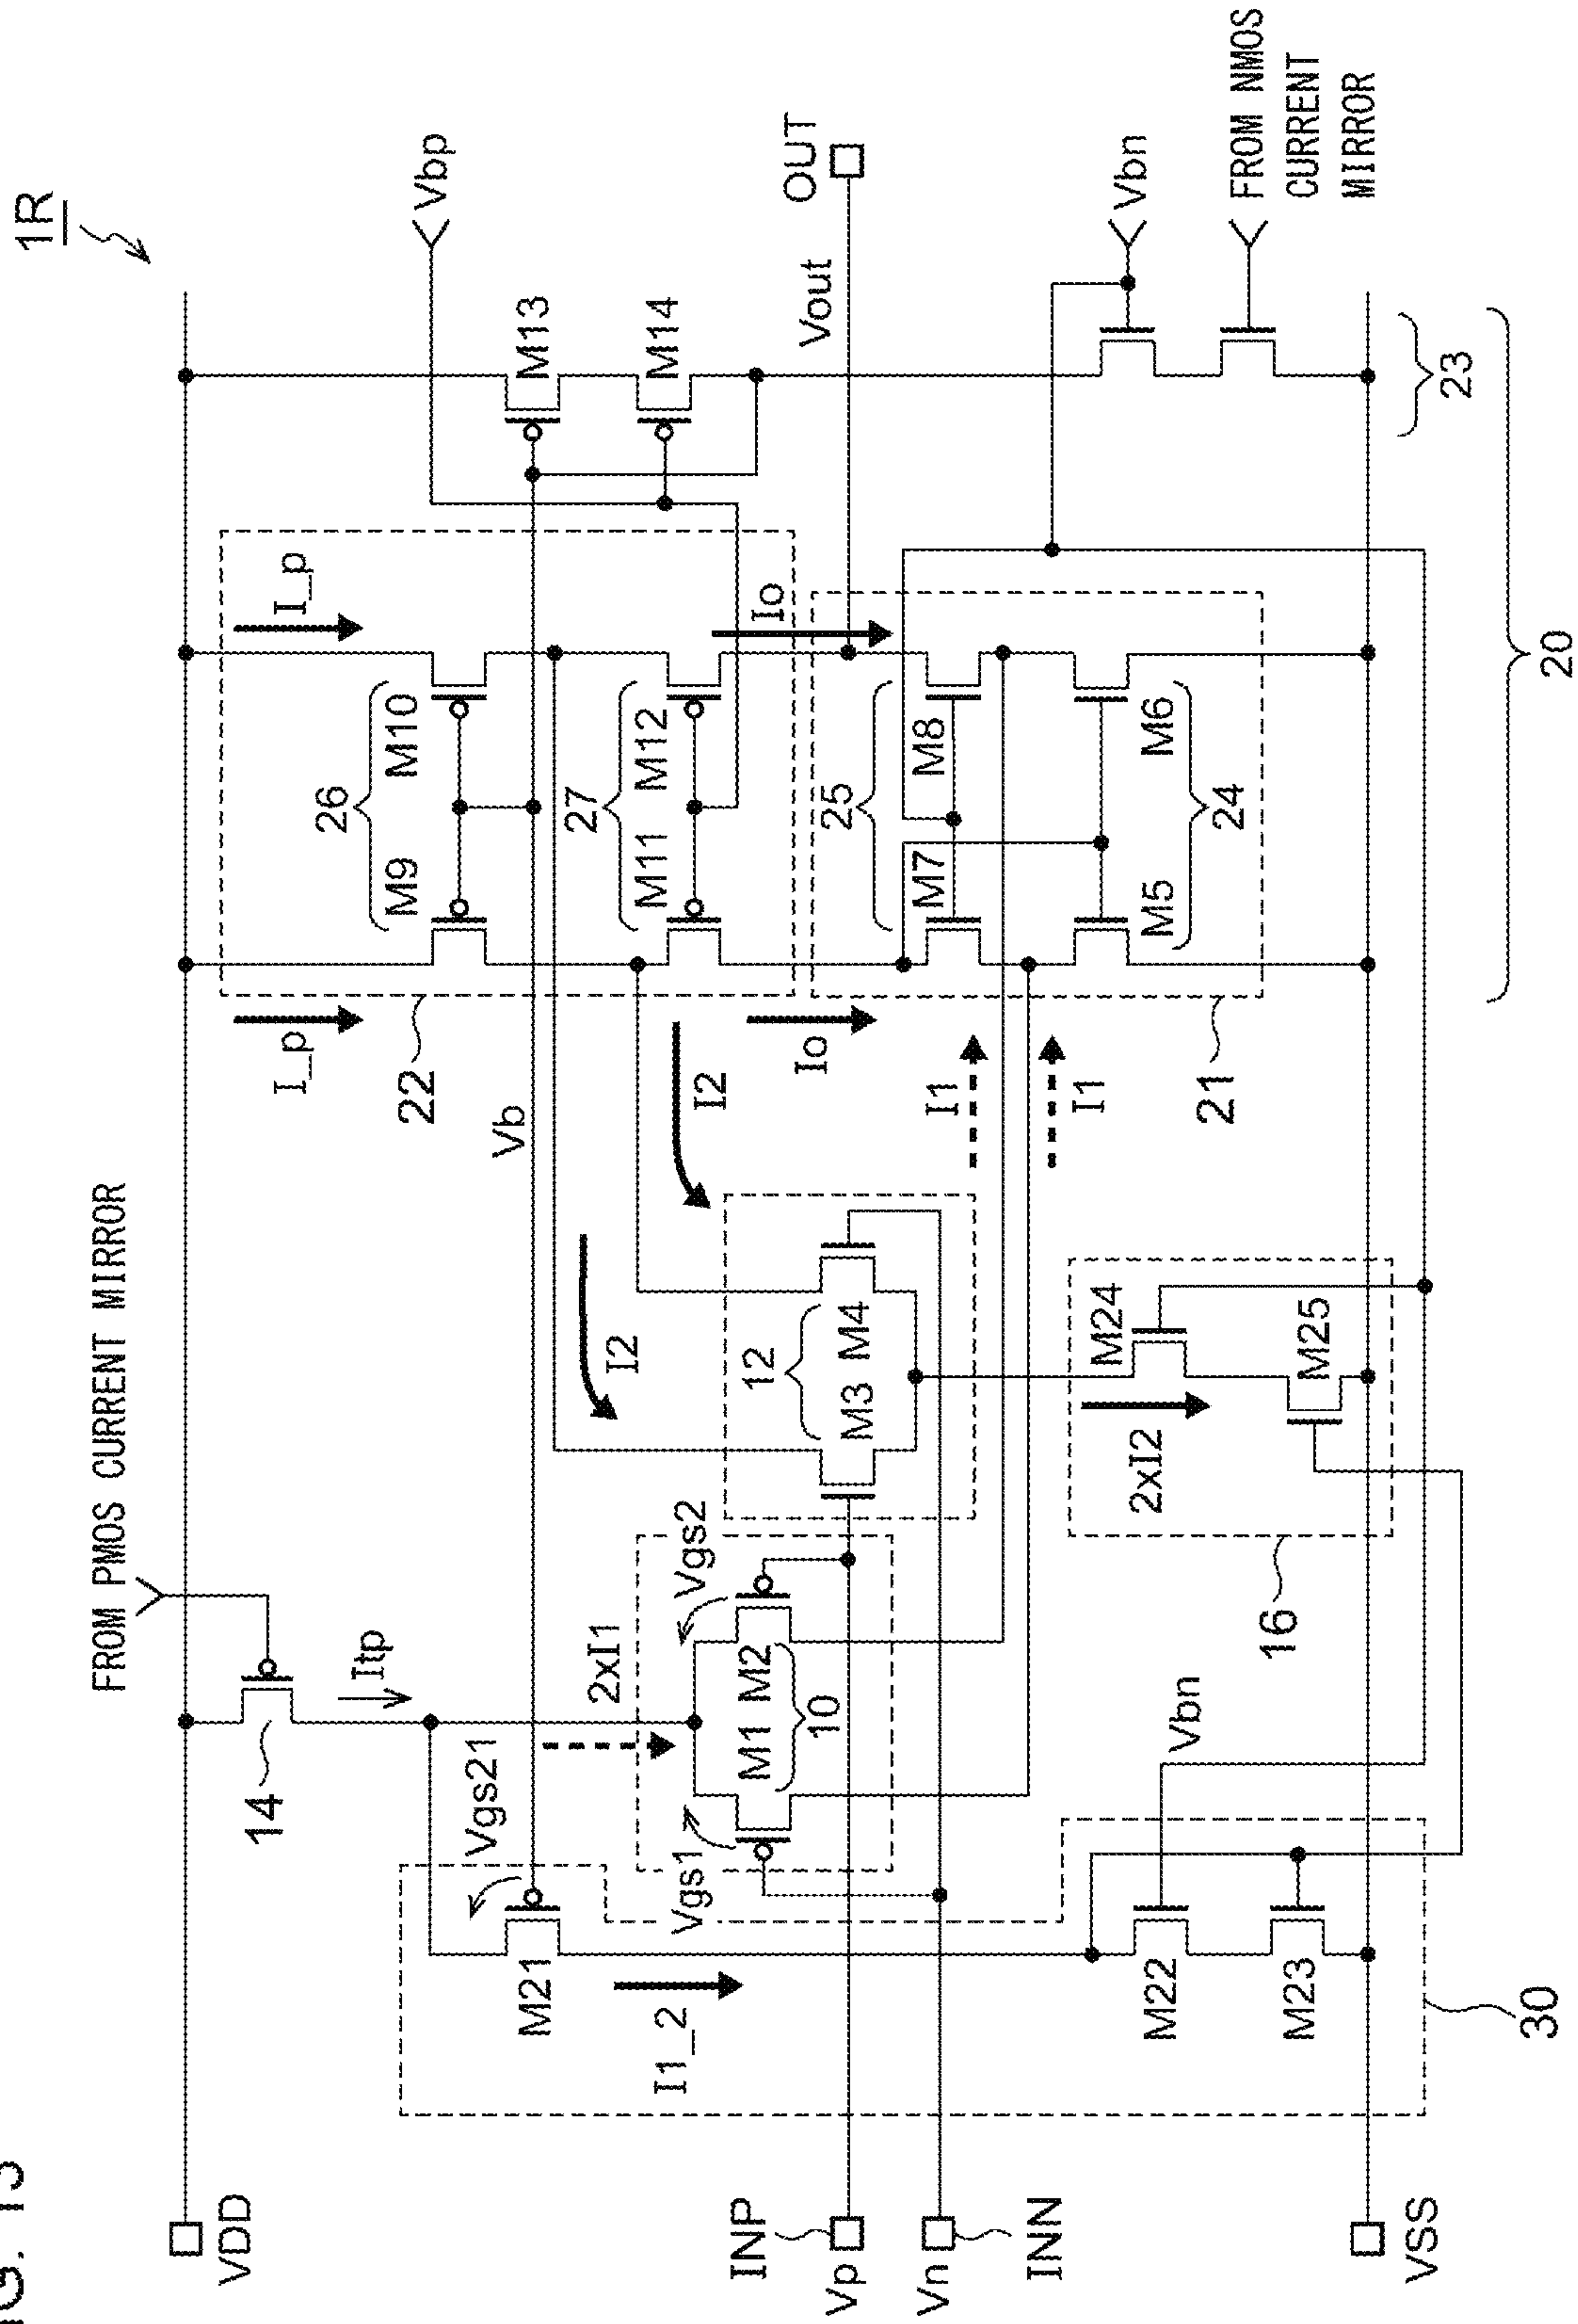 1R
FROM PMOS CURRENT MIRROR
VDD
14
Itp
I_p
I_p
22
26
M9
M10
Vbp
M13
M14
Vb
Vgs21
M21
I1_2
2xI1
Vgs1
Vgs2
M1
M2
10
I2
I2
12
M3
M4
27
M11
M12
Io
Io
Vout
OUT
INP
Vp
Vn
INN
I1
I1
25
M7
M8
M5
M6
24
21
Vbn
FROM NMOS
CURRENT
MIRROR
23
20
M24
M25
2xI2
16
Vbn
M22
M23
30
VSS